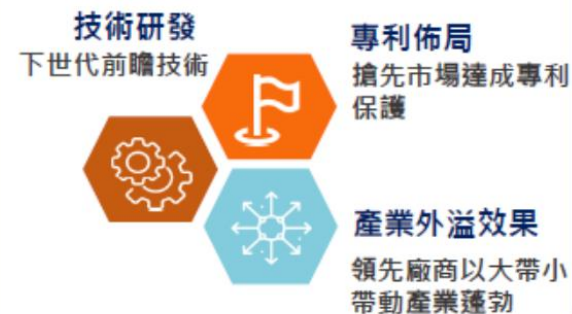 技術研發
下世代前瞻技術
專利佈局
搶先市場達成專利
保護
產業外溢效果
領先廠商以大帶小
帶動產業蓬勃